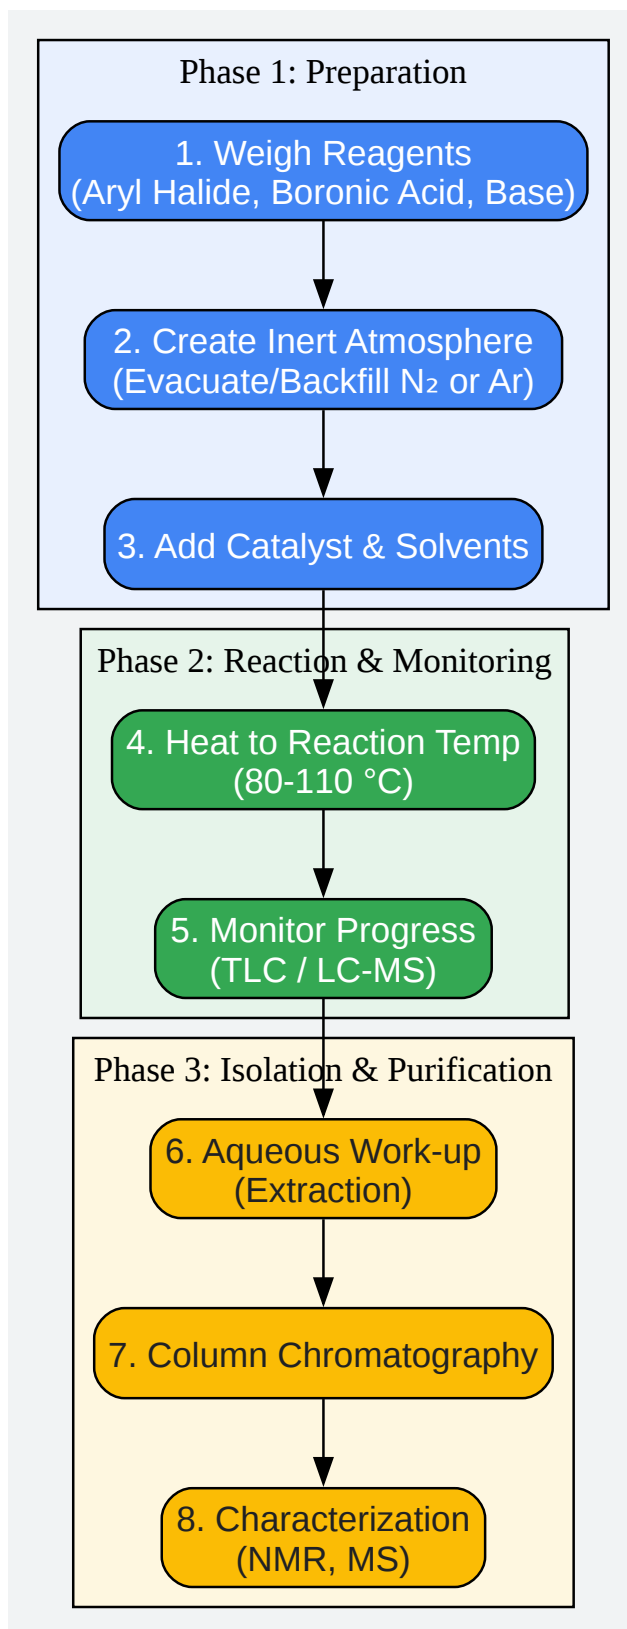 Phase 1: Preparation
1. Weigh Reagents
(Aryl Halide, Boronic Acid, Base)
2. Create Inert Atmosphere
(Evacuate/Backfill N₂ or Ar)
3. Add Catalyst & Solvents
Phase 2: Reaction & Monitoring
4. Heat to Reaction Temp
(80-110 °C)
5. Monitor Progress
(TLC / LC-MS)
Phase 3: Isolation & Purification
6. Aqueous Work-up
(Extraction)
7. Column Chromatography
8. Characterization
(NMR, MS)